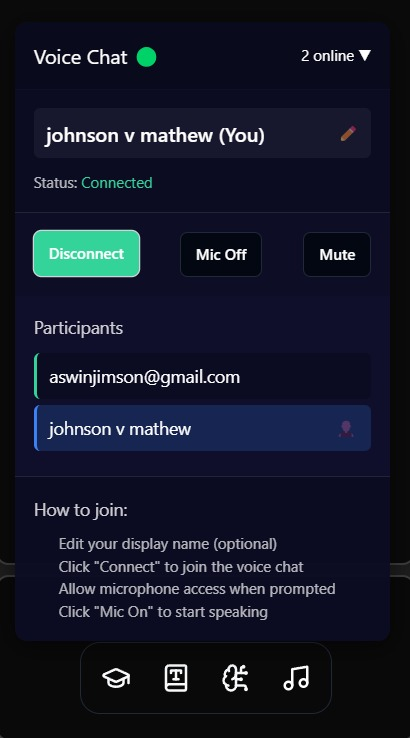 Voice Chat
2 online ▼
johnson v mathew (You)
Status: Connected
Disconnect
Mic Off
Mute
Participants
aswinjimson@gmail.com
johnson v mathew
How to join:
Edit your display name (optional)
Click "Connect" to join the voice chat
Allow microphone access when prompted
Click "Mic On" to start speaking